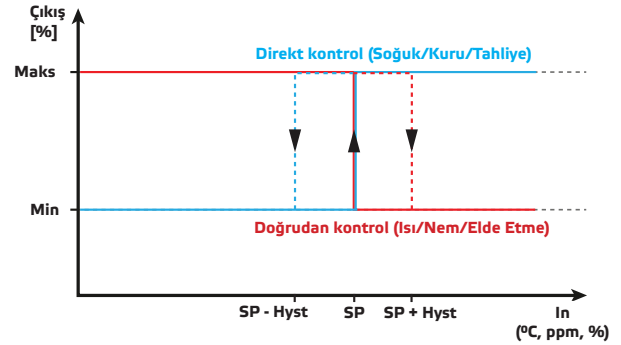 Çıkış
[%]
Direkt kontrol (Soğuk/Kuru/Tahliye)
Maks
Min
Doğrudan kontrol (Isı/Nem/Elde Etme)
SP - Hyst
SP
SP + Hyst
In
(ºC, ppm, %)